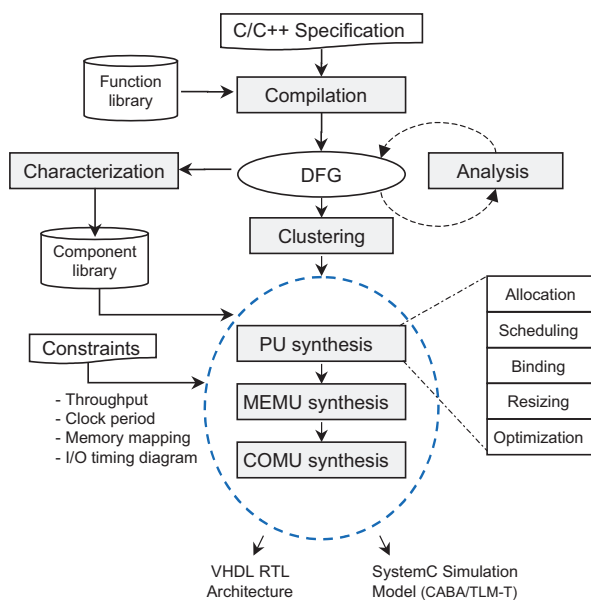 C/C++ Specification
Function
library
Compilation
Characterization
DFG
Analysis
Clustering
Component
library
Allocation
Scheduling
Binding
Resizing
Optimization
Constraints
- Throughput
- Clock period
- Memory mapping
- I/O timing diagram
PU synthesis
MEMU synthesis
COMU synthesis
VHDL RTL
Architecture
SystemC Simulation
Model (CABA/TLM-T)